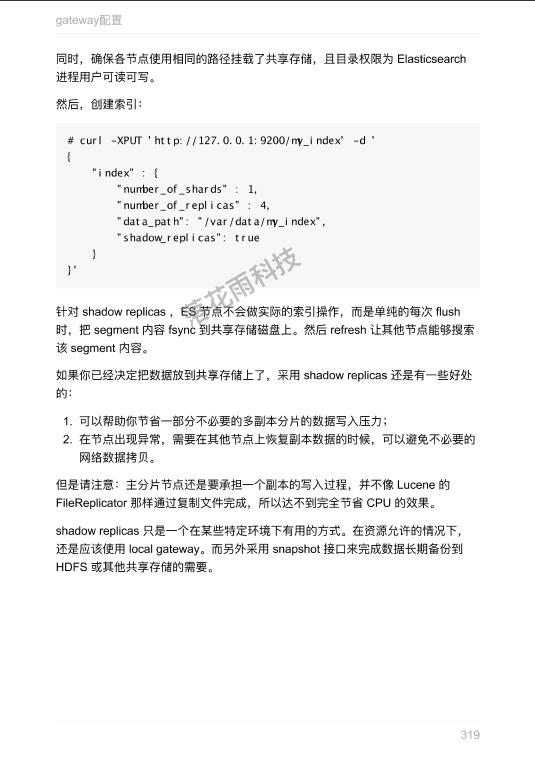 gateway配置
同时，确保各节点使用相同的路径挂载了共享存储，且目录权限为 Elasticsearch
进程用户可读可写。
然后，创建索引：
# curl -XPUT 'http://127.0.0.1:9200/my_index' -d '
{
"index" : {
"number_of_shards" : 1,
"number_of_replicas" : 4,
"data_path": "/var/data/my_index",
"shadow_replicas": true
}
}'
落花雨科技
针对 shadow replicas ，ES 节点不会做实际的索引操作，而是单纯的每次 flush
时，把 segment 内容 fsync 到共享存储磁盘上。然后 refresh 让其他节点能够搜索
该 segment 内容。
如果你已经决定把数据放到共享存储上了，采用 shadow replicas 还是有一些好处
的：
1. 可以帮助你节省一部分不必要的多副本分片的数据写入压力；
2. 在节点出现异常，需要在其他节点上恢复副本数据的时候，可以避免不必要的
网络数据拷贝。
但是请注意：主分片节点还是要承担一个副本的写入过程，并不像 Lucene 的
FileReplicator 那样通过复制文件完成，所以达不到完全节省 CPU 的效果。
shadow replicas 只是一个在某些特定环境下有用的方式。在资源允许的情况下，
还是应该使用 local gateway。而另外采用 snapshot 接口来完成数据长期备份到
HDFS 或其他共享存储的需要。
319